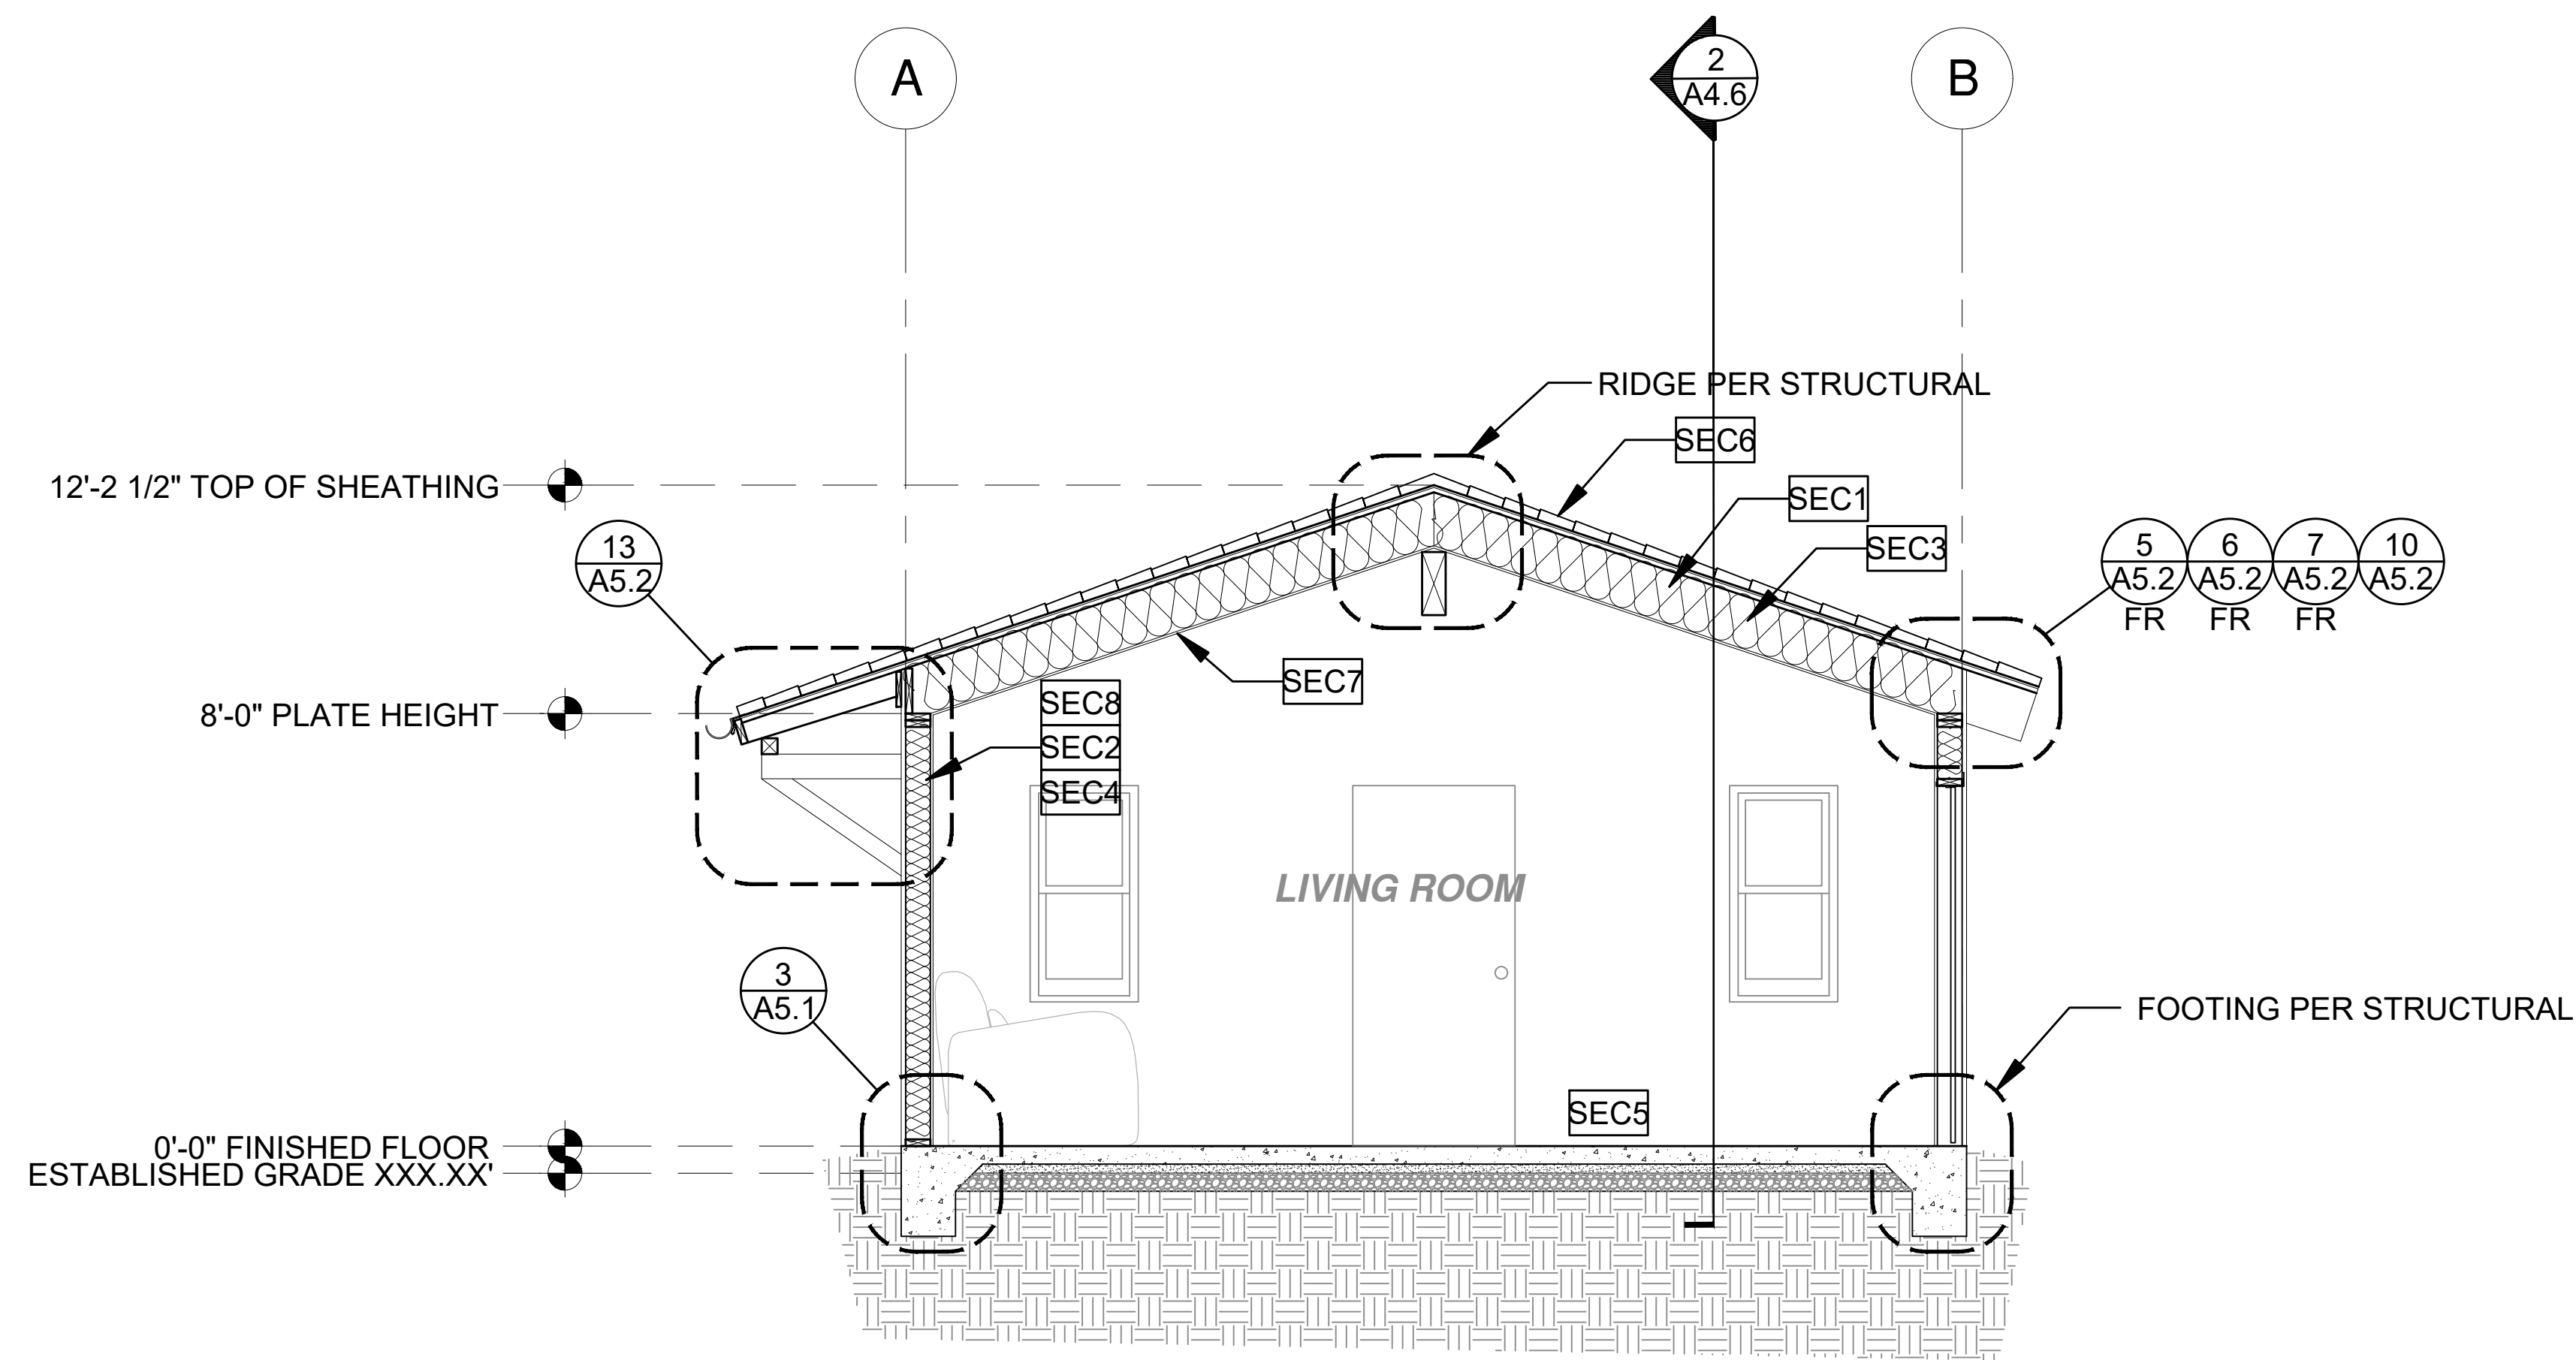 A
2
A4.6
B
RIDGE PER STRUCTURAL
SEC6
12'-2 1/2" TOP OF SHEATHING
SEC1
SEC3
13
A5.2
5
A5.2
FR
6
A5.2
FR
7
A5.2
FR
10
A5.2
SEC7
8'-0" PLATE HEIGHT
SEC8
SEC2
SEC4
LIVING ROOM
3
A5.1
FOOTING PER STRUCTURAL
SEC5
0'-0" FINISHED FLOOR
ESTABLISHED GRADE XXX.XX'